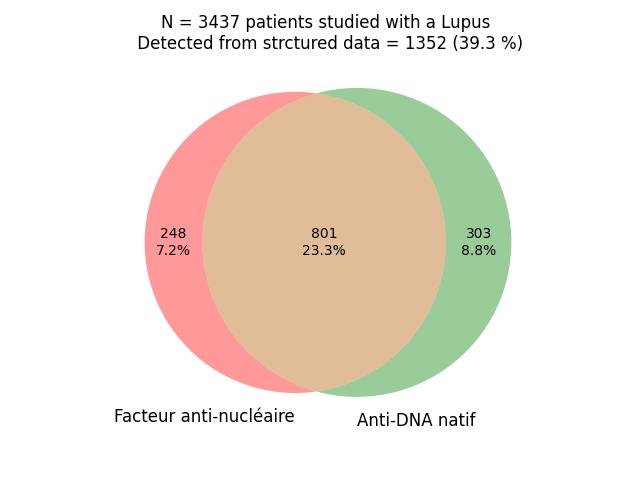 N = 3437 patients studied with a Lupus
Detected from strctured data = 1352 (39.3 %)
248
7.2%
801
23.3%
303
8.8%
Facteur anti-nucléaire
Anti-DNA natif